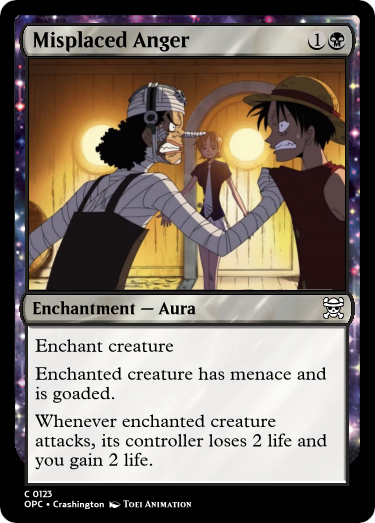 Misplaced Anger 1
Enchantment — Aura
Enchant creature
Enchanted creature has menace and
is goaded.
Whenever enchanted creature
attacks, its controller loses 2 life and
you gain 2 life.
C 0123
OPC • Crashington TOEI ANIMATION